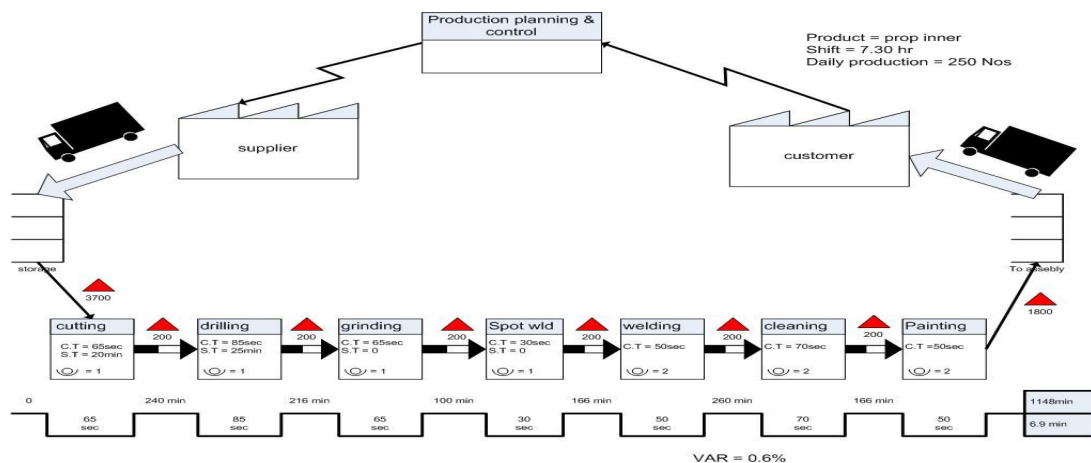 Production planning &
control
Product = prop inner
Shift = 7.30 hr
Daily production = 250 Nos
supplier
customer
storage
To assebly
3700
1800
cutting
C.T = 65sec
S.T = 20min
= 1
200
drilling
C.T = 85sec
S.T = 25min
= 1
200
grinding
C.T = 65sec
S.T = 0
= 1
200
Spot wld
C.T = 30sec
S.T = 0
= 1
200
welding
C.T = 50sec
= 2
200
cleaning
C.T = 70sec
= 2
200
Painting
C.T =50sec
= 2
0
240 min
216 min
100 min
166 min
260 min
166 min
1148min
65
sec
85
sec
65
sec
30
sec
50
sec
70
sec
50
sec
6.9 min
VAR = 0.6%